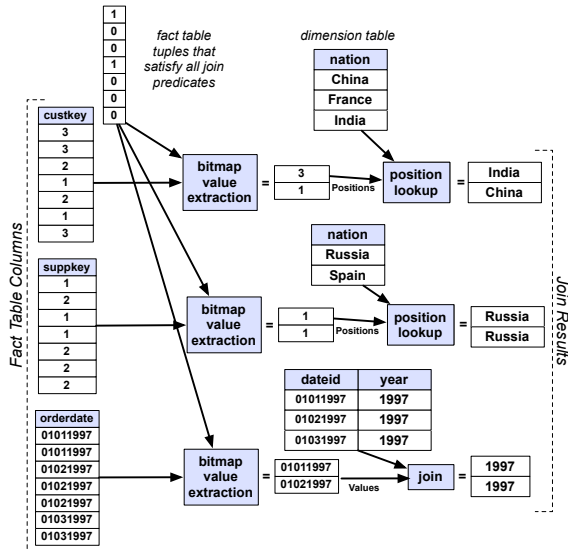 1
0
0
1
0
0
0
fact table
tuples that
satisfy all join
predicates
dimension table
nation
China
France
India
Fact Table Columns
custkey
3
3
2
1
2
1
3
bitmap
value
extraction
=
3
1
Positions
position
lookup
=
India
China
suppkey
1
2
1
1
2
2
2
bitmap
value
extraction
=
1
1
Positions
nation
Russia
Spain
position
lookup
=
Russia
Russia
Join Results
orderdate
01011997
01011997
01021997
01021997
01021997
01031997
01031997
bitmap
value
extraction
=
01011997
01021997
Values
dateid year
01011997 1997
01021997 1997
01031997 1997
join
=
1997
1997